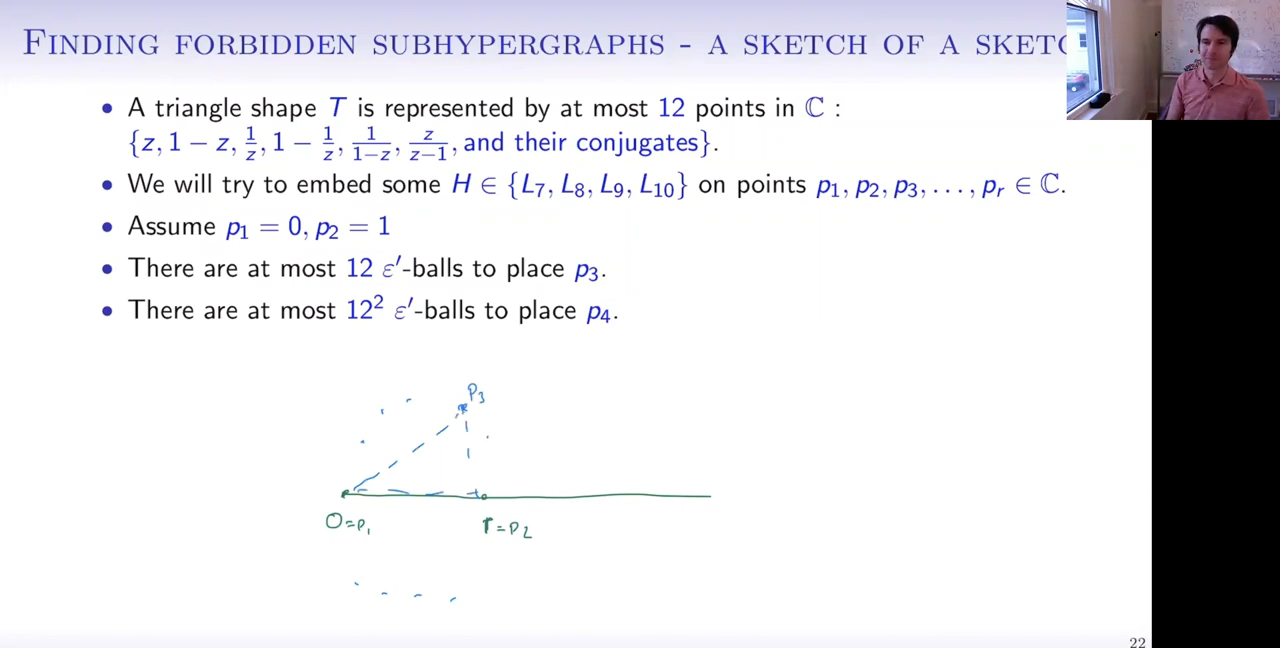 FINDING FORBIDDEN SUBHYPERGRAPHS - A SKETCH OF A SKETC
• A triangle shape T is represented by at most 12 points in ℂ :
{z, 1 − z, 1/z, 1 − 1/z, 1/(1−z), z/(z−1), and their conjugates}.
• We will try to embed some H ∈ {L₇, L₈, L₉, L₁₀} on points p₁, p₂, p₃, . . . , pᵣ ∈ ℂ.
• Assume p₁ = 0, p₂ = 1
• There are at most 12 ε′-balls to place p₃.
• There are at most 12² ε′-balls to place p₄.
P₃
0=P₁
1=P₂
22